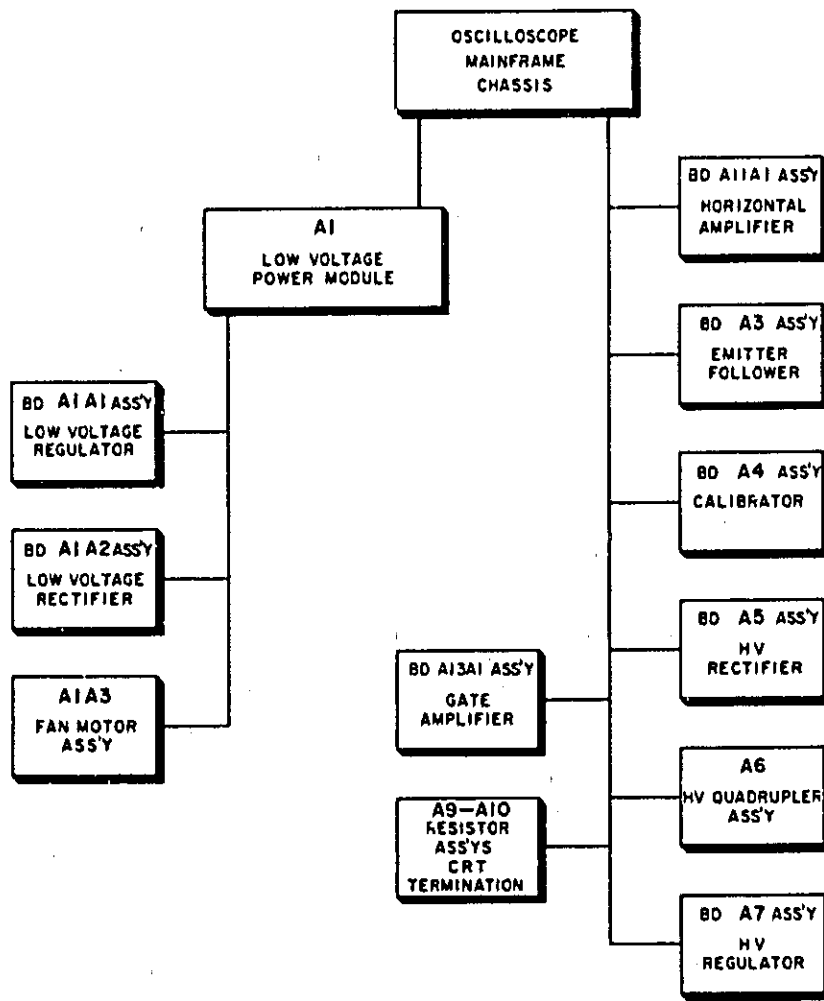 OSCILLOSCOPE
MAINFRAME
CHASSIS
A1
LOW VOLTAGE
POWER MODULE
BD A1A1 ASS'Y
LOW VOLTAGE
REGULATOR
BD A1A2 ASS'Y
LOW VOLTAGE
RECTIFIER
A1A3
FAN MOTOR
ASS'Y
BD A13A1 ASS'Y
GATE
AMPLIFIER
A9-A10
RESISTOR
ASS'YS
CRT
TERMINATION
BD A11A1 ASS'Y
HORIZONTAL
AMPLIFIER
BD A3 ASS'Y
EMITTER
FOLLOWER
BD A4 ASS'Y
CALIBRATOR
BD A5 ASS'Y
HV
RECTIFIER
A6
HV QUADRUPLER
ASS'Y
BD A7 ASS'Y
HV
REGULATOR